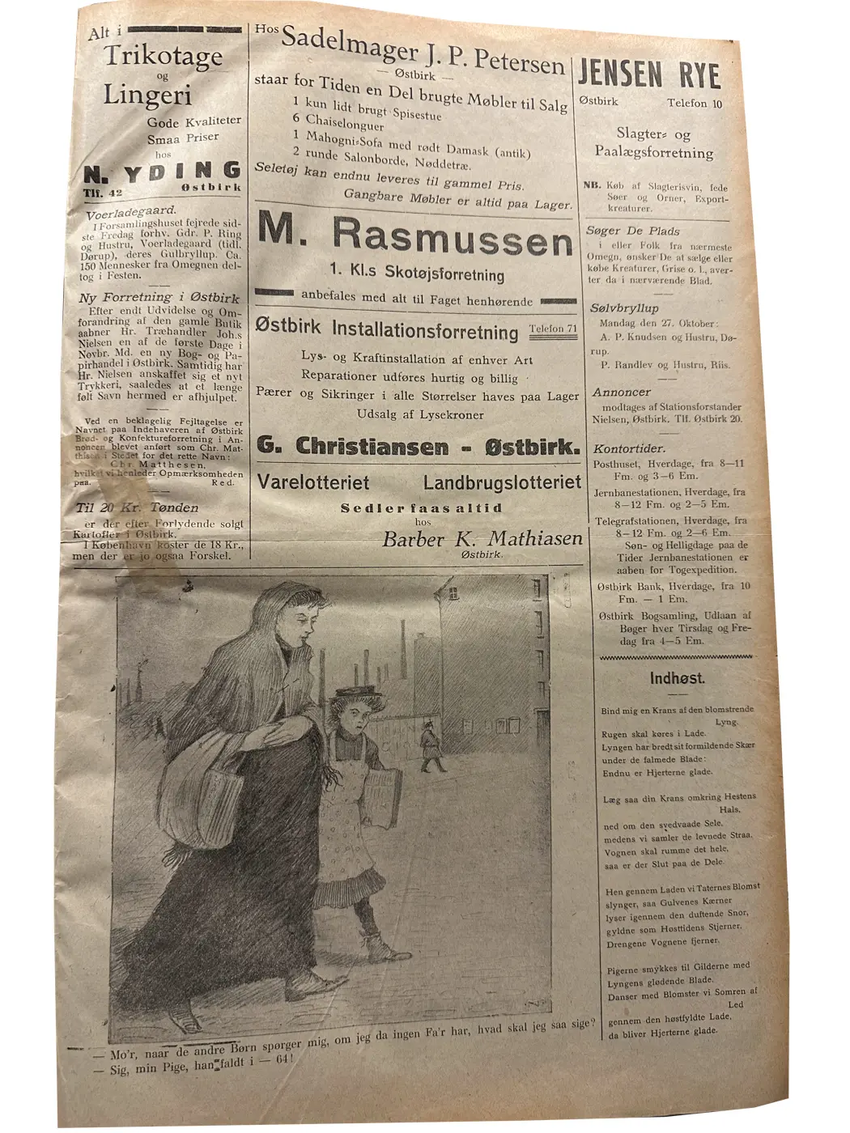 Alt i
Trikotage
og
Lingeri
Gode Kvaliteter
Smaa Priser
hos
N. YDING
Tlf. 42 Østbirk
Voerladegaard.
I Forsamlingshuset fejrede sid-
ste Fredag forhv. Gdr. P. Ring
og Hustru, Voerladegaard (tidl.
Dørup), deres Gulbryllup. Ca.
150 Mennesker fra Omegnen del-
tog i Festen.
Ny Forretning i Østbirk
Efter endt Udvidelse og Om-
forandring af den gamle Butik
aabner Hr. Træhandler Joh.s
Nielsen en af de første Dage i
Novbr. Md. en ny Bog- og Pa-
pirhandel i Østbirk. Samtidig har
Hr. Nielsen anskaffet sig et nyt
Trykkeri, saaledes at et længe
følt Savn hermed er afhjulpet.
Ved en beklagelig Fejltagelse er
Navnet paa Indehaveren af Østbirk
Brød- og Konfektureforretning i An-
noncen blevet anført som Chr. Mat-
thisen i Stedet for det rette Navn:
Chr. Matthesen,
hvilket vi henleder Opmærksomheden
paa. Red.
Til 20 Kr. Tønden
er der efter Forlydende solgt
Kartofler i Østbirk.
I København koster de 18 Kr.,
men der er jo ogsaa Forskel.
Hos Sadelmager J. P. Petersen
— Østbirk —
staar for Tiden en Del brugte Møbler til Salg
1 kun lidt brugt Spisestue
6 Chaiselonguer
1 Mahogni-Sofa med rødt Damask (antik)
2 runde Salonborde, Nøddetræ.
Seletøj kan endnu leveres til gammel Pris.
Gangbare Møbler er altid paa Lager.
M. Rasmussen
1. Kl.s Skotøjsforretning
anbefales med alt til Faget henhørende
Østbirk Installationsforretning Telefon 71
Lys- og Kraftinstallation af enhver Art
Reparationer udføres hurtig og billig
Pærer og Sikringer i alle Størrelser haves paa Lager
Udsalg af Lysekroner
G. Christiansen - Østbirk.
Varelotteriet Landbrugslotteriet
Sedler faas altid
hos
Barber K. Mathiasen
Østbirk.
JENSEN RYE
Østbirk Telefon 10
Slagter- og
Paalægsforretning
NB. Køb af Slagterisvin, fede
Søer og Orner, Export-
kreaturer.
Søger De Plads
i eller Folk fra nærmeste
Omegn, ønsker De at sælge eller
købe Kreaturer, Grise o. l., aver-
ter da i nærværende Blad.
Sølvbryllup
Mandag den 27. Oktober:
A. P. Knudsen og Hustru, Dø-
rup.
P. Randlev og Hustru, Riis.
Annoncer
modtages af Stationsforstander
Nielsen, Østbirk. Tlf. Østbirk 20.
Kontortider.
Posthuset, Hverdage, fra 8—11
Fm. og 3—6 Em.
Jernbanestationen, Hverdage, fra
8—12 Fm. og 2—5 Em.
Telegrafstationen, Hverdage, fra
8—12 Fm. og 2—6 Em.
Søn- og Helligdage paa de
Tider Jernbanestationen er
aaben for Togexpedition.
Østbirk Bank, Hverdage, fra 10
Fm. — 1 Em.
Østbirk Bogsamling, Udlaan af
Bøger hver Tirsdag og Fre-
dag fra 4—5 Em.
Indhøst.
Bind mig en Krans af den blomstrende
Lyng.
Rugen skal køres i Lade.
Lyngen har bredt sit formildende Skær
under de falmede Blade:
Endnu er Hjerterne glade.
Læg saa din Krans omkring Hestens
Hals,
ned om den svedvaade Sele,
medens vi samler de levnede Straa.
Vognen skal rumme det hele,
saa er der Slut paa de Dele.
Hen gennem Laden vi Taternes Blomst
slynger, saa Gulvenes Kærner
lyser igennem den duftende Snor,
gyldne som Høsttidens Stjerner.
Drengene Vognene fjerner.
Pigerne smykkes til Gilderne med
Lyngens glødende Blade.
Danser med Blomster vi Somren af
Led
gennem den høstfyldte Lade,
da bliver Hjerterne glade.
— Mo'r, naar de andre Børn spørger mig, om jeg da ingen Fa'r har, hvad skal jeg saa sige?
— Sig, min Pige, han faldt i — 64!